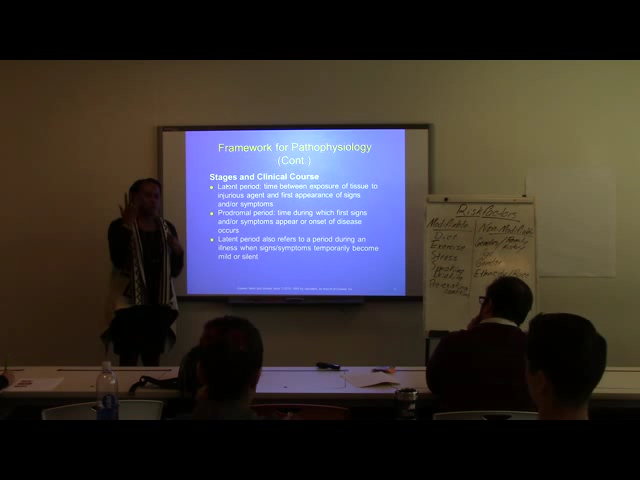 Framework for Pathophysiology
(Cont.)
Stages and Clinical Course
Latent period: time between exposure of tissue to
injurious agent and first appearance of signs
and/or symptoms
Prodromal period: time during which first signs
and/or symptoms appear or onset of disease
occurs
Latent period also refers to a period during an
illness when signs/symptoms temporarily become
mild or silent
Risk factors
Modifiable
Diet
Exercise
Stress
Smoking
Non-Modifiable
Age
Gender